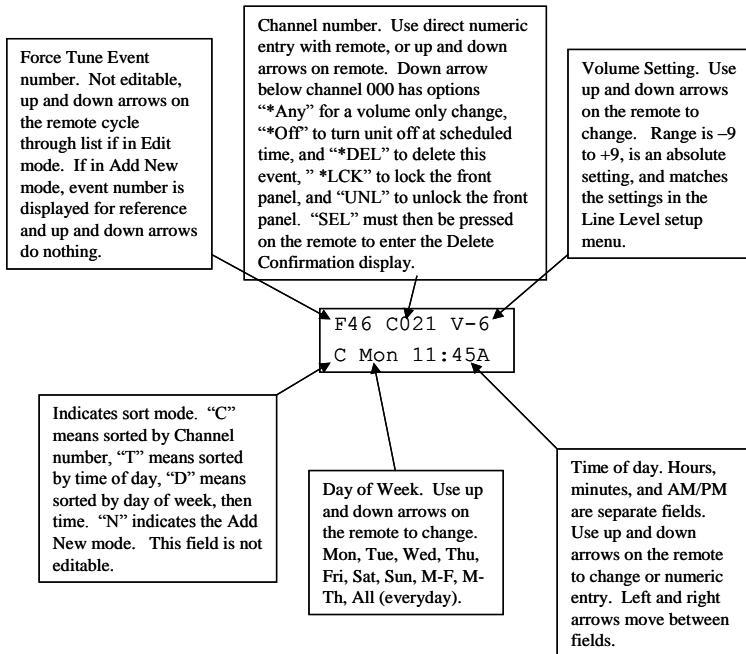 Force Tune Event
number.  Not editable,
up and down arrows on
the remote cycle
through list if in Edit
mode.  If in Add New
mode, event number is
displayed for reference
and up and down arrows
do nothing.
Channel number.  Use direct numeric
entry with remote, or up and down
arrows on remote.  Down arrow
below channel 000 has options
“*Any” for a volume only change,
“*Off” to turn unit off at scheduled
time, and “*DEL” to delete this
event, ” *LCK” to lock the front
panel, and “UNL” to unlock the front
panel.  “SEL” must then be pressed
on the remote to enter the Delete
Confirmation display.
Volume Setting.  Use
up and down arrows
on the remote to
change.   Range is –9
to +9, is an absolute
setting, and matches
the settings in the
Line Level setup
menu.
F46 C021 V-6
C Mon 11:45A
Indicates sort mode.  “C”
means sorted by Channel
number, “T” means sorted
by time of day, “D” means
sorted by day of week, then
time.  “N” indicates the Add
New mode.   This field is not
editable.
Day of Week.  Use up
and down arrows on
the remote to change.
Mon, Tue, Wed, Thu,
Fri, Sat, Sun, M-F, M-
Th, All (everyday).
Time of day. Hours,
minutes, and AM/PM
are separate fields.
Use up and down
arrows on the remote
to change or numeric
entry.  Left and right
arrows move between
fields.